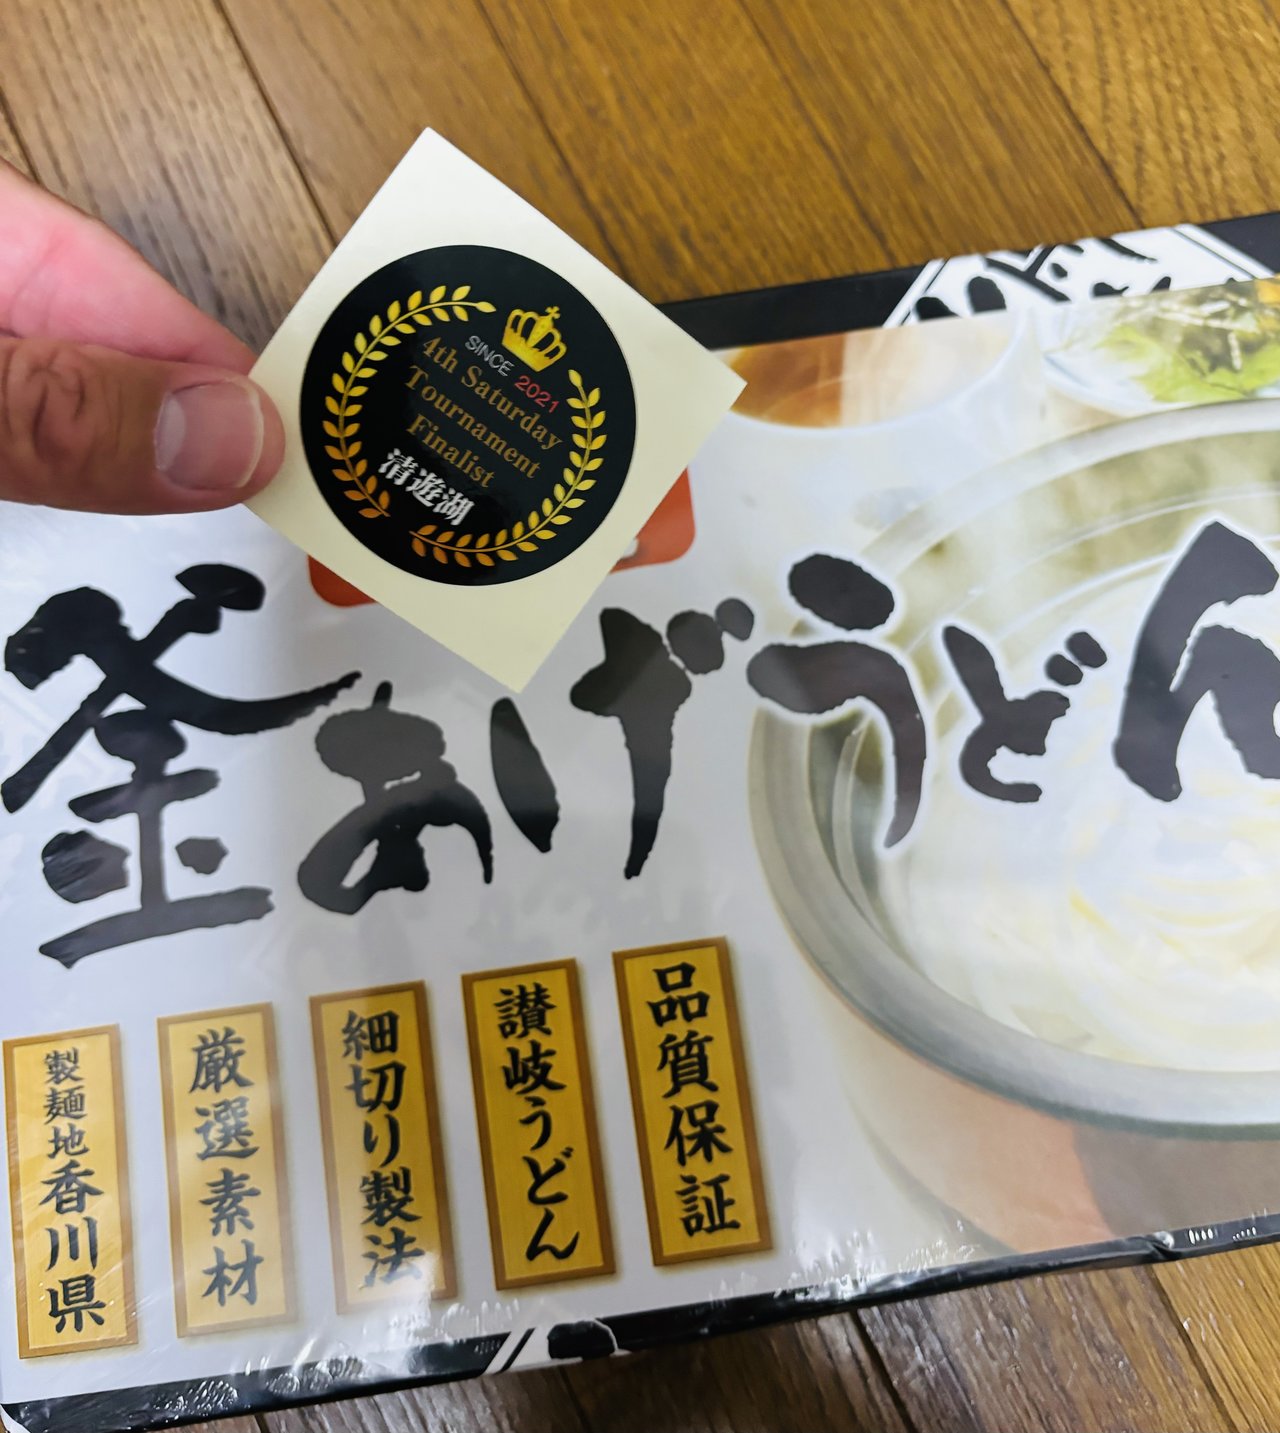 SINCE 2021
4th Saturday
Tournament
Finalist
清遊湖
釜あげうどん
製麺地香川県
厳選素材
細切り製法
讃岐うどん
品質保証